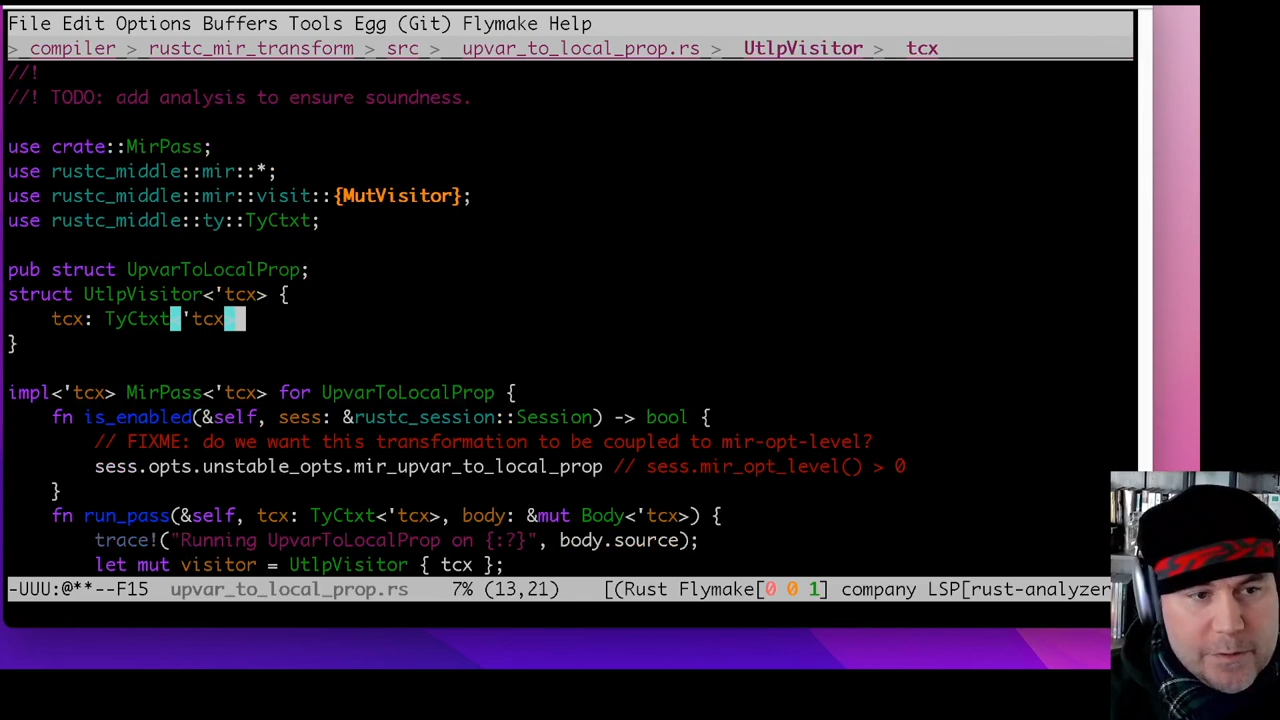 File Edit Options Buffers Tools Egg (Git) Flymake Help
> compiler > rustc_mir_transform > src > upvar_to_local_prop.rs > UtlpVisitor > tcx
//!
//! TODO: add analysis to ensure soundness.
use crate::MirPass;
use rustc_middle::mir::*;
use rustc_middle::mir::visit::{MutVisitor};
use rustc_middle::ty::TyCtxt;
pub struct UpvarToLocalProp;
struct UtlpVisitor<'tcx> {
    tcx: TyCtxt<'tcx>
}
impl<'tcx> MirPass<'tcx> for UpvarToLocalProp {
    fn is_enabled(&self, sess: &rustc_session::Session) -> bool {
        // FIXME: do we want this transformation to be coupled to mir-opt-level?
        sess.opts.unstable_opts.mir_upvar_to_local_prop // sess.mir_opt_level() > 0
    }
    fn run_pass(&self, tcx: TyCtxt<'tcx>, body: &mut Body<'tcx>) {
        trace!("Running UpvarToLocalProp on {:?}", body.source);
        let mut visitor = UtlpVisitor { tcx };
-UUU:@**--F15 upvar_to_local_prop.rs 7% (13,21) [(Rust Flymake[0 0 1] company LSP[rust-analyzer